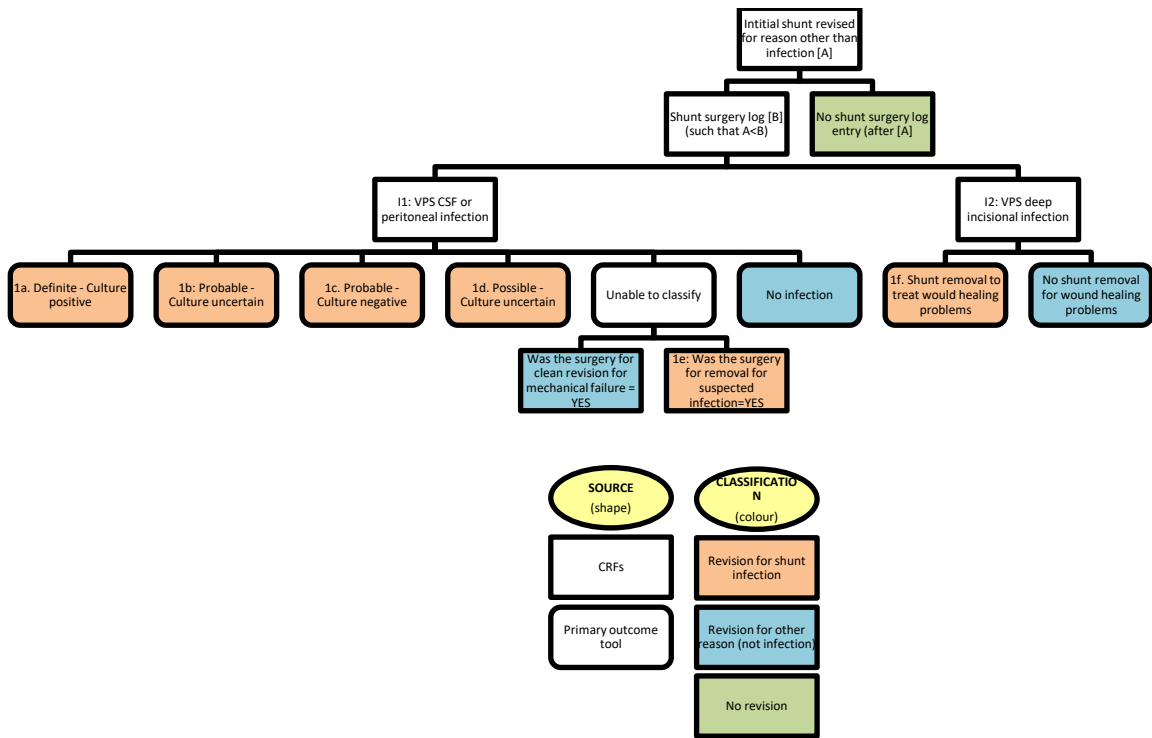 Intitial shunt revised
for reason other than
infection [A]
Shunt surgery log [B]
(such that A<B)
No shunt surgery log
entry (after [A]
I1: VPS CSF or
peritoneal infection
I2: VPS deep
incisional infection
1a. Definite - Culture
positive
1b: Probable -
Culture uncertain
1c. Probable -
Culture negative
1d. Possible -
Culture uncertain
Unable to classify
No infection
1f. Shunt removal to
treat would healing
problems
No shunt removal
for wound healing
problems
Was the surgery for
clean revision for
mechanical failure =
YES
1e: Was the surgery
for removal for
suspected
infection=YES
SOURCE
(shape)
CLASSIFICATIO
N
(colour)
CRFs
Revision for shunt
infection
Primary outcome
tool
Revision for other
reason (not infection)
No revision